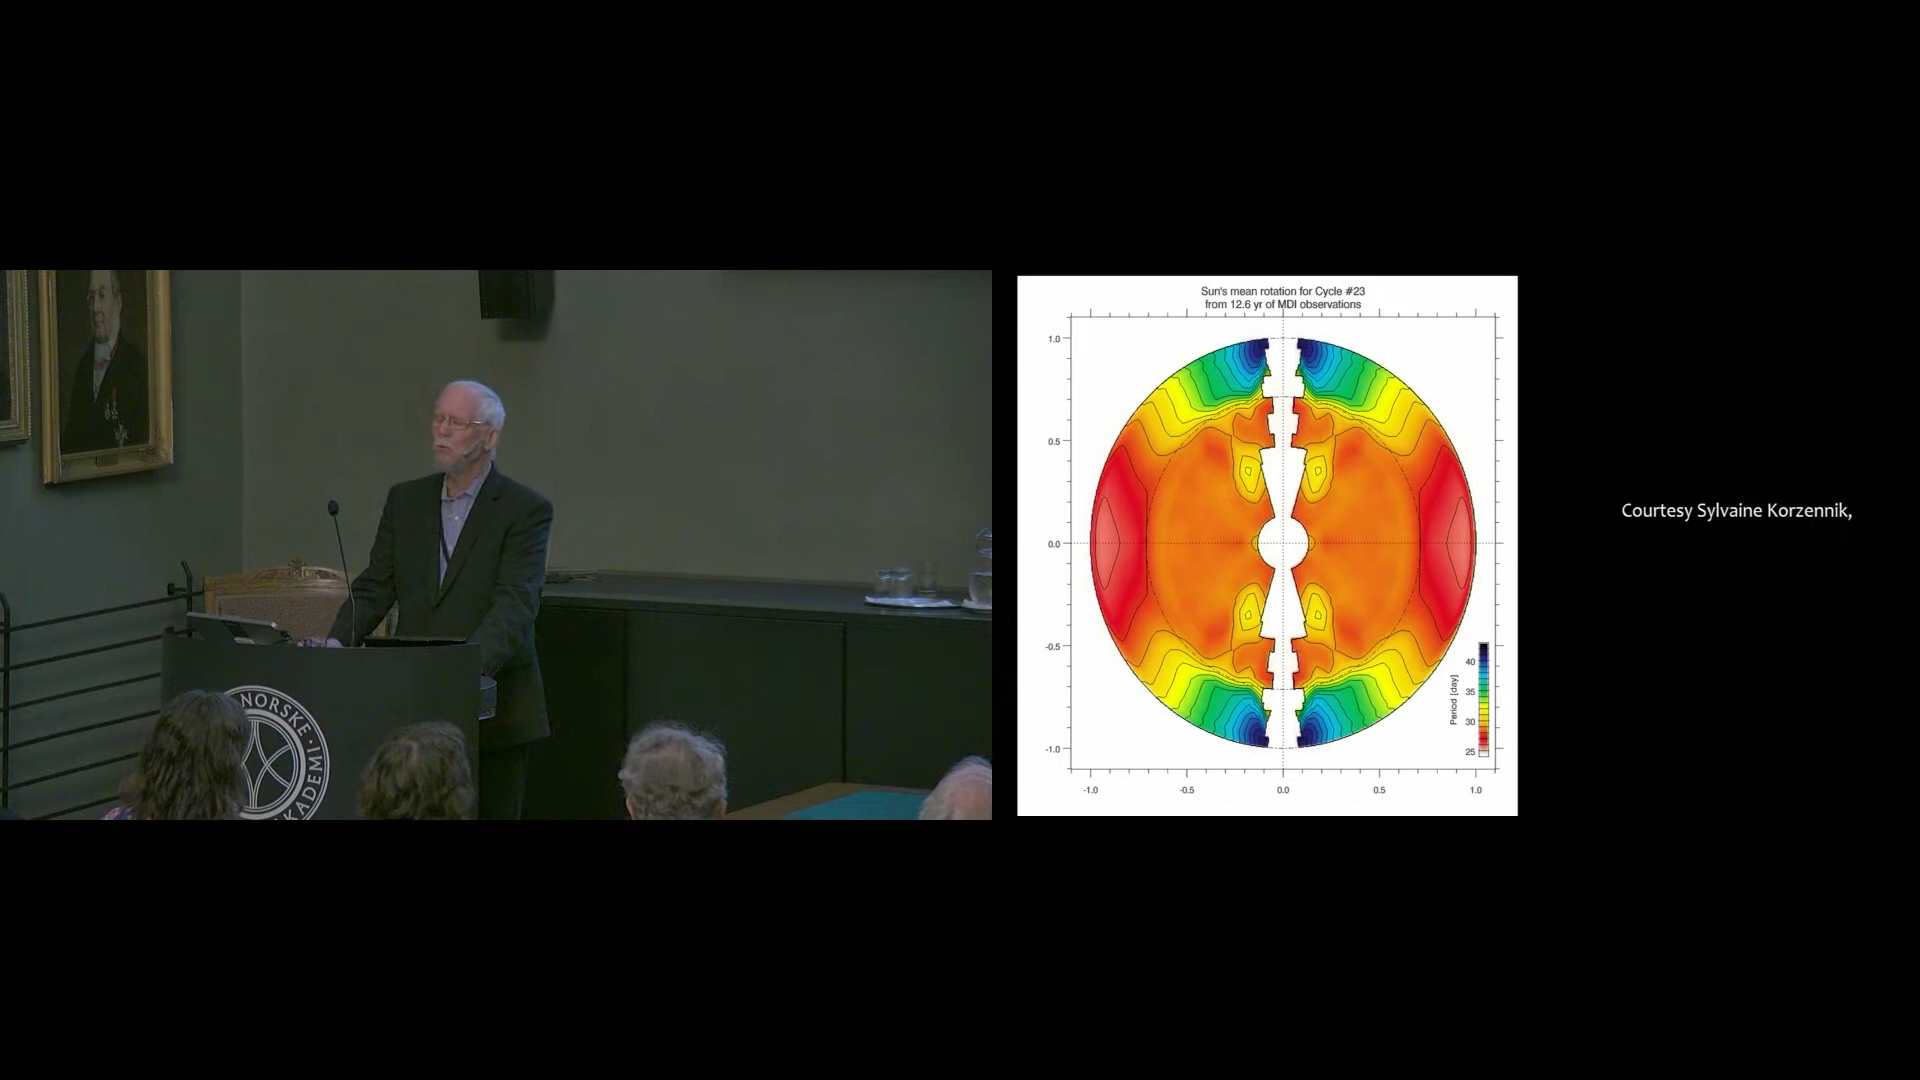 NORSKE
AKADEMI
Sun's mean rotation for Cycle #23
from 12.6 yr of MDI observations
1.0
0.5
0.0
-0.5
-1.0
-1.0
-0.5
0.0
0.5
1.0
Period [day]
40
35
30
25
Courtesy Sylvaine Korzennik,